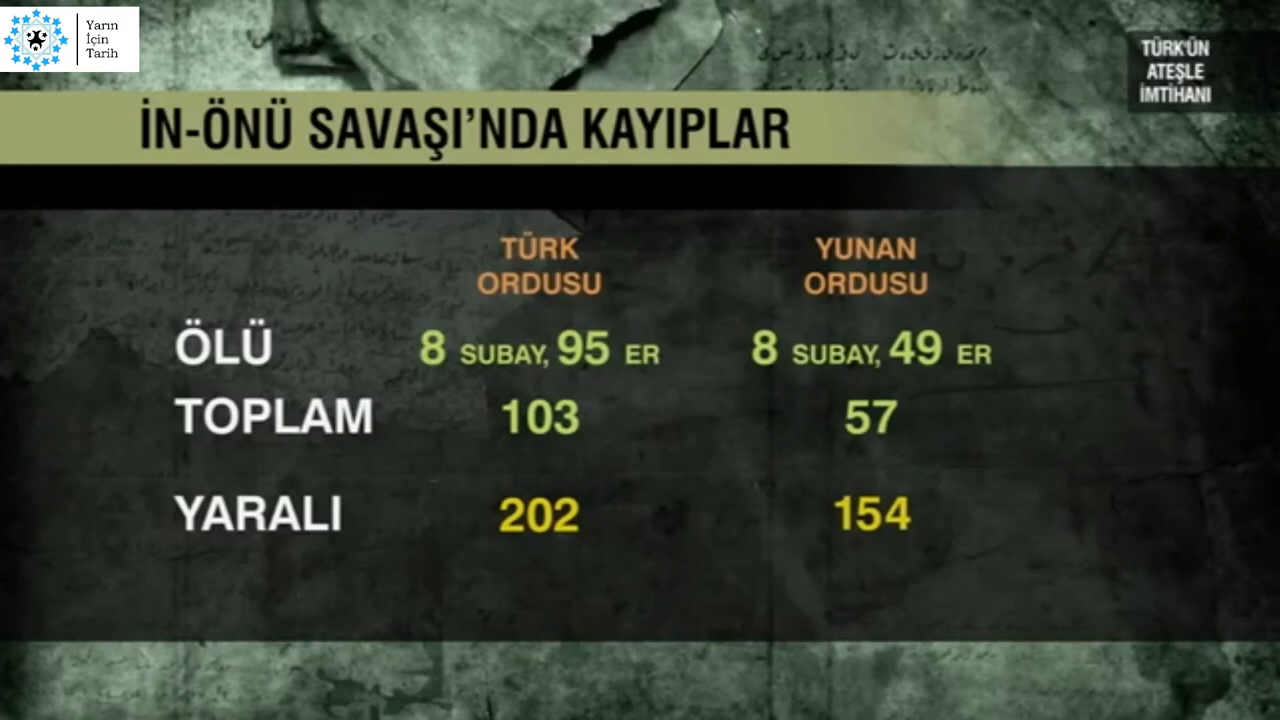 Yarın
İçin
Tarih
TÜRK'ÜN
ATEŞLE
İMTİHANI
İN-ÖNÜ SAVAŞI'NDA KAYIPLAR
TÜRK ORDUSU
YUNAN ORDUSU
ÖLÜ 8 SUBAY, 95 ER 8 SUBAY, 49 ER
TOPLAM 103 57
YARALI 202 154